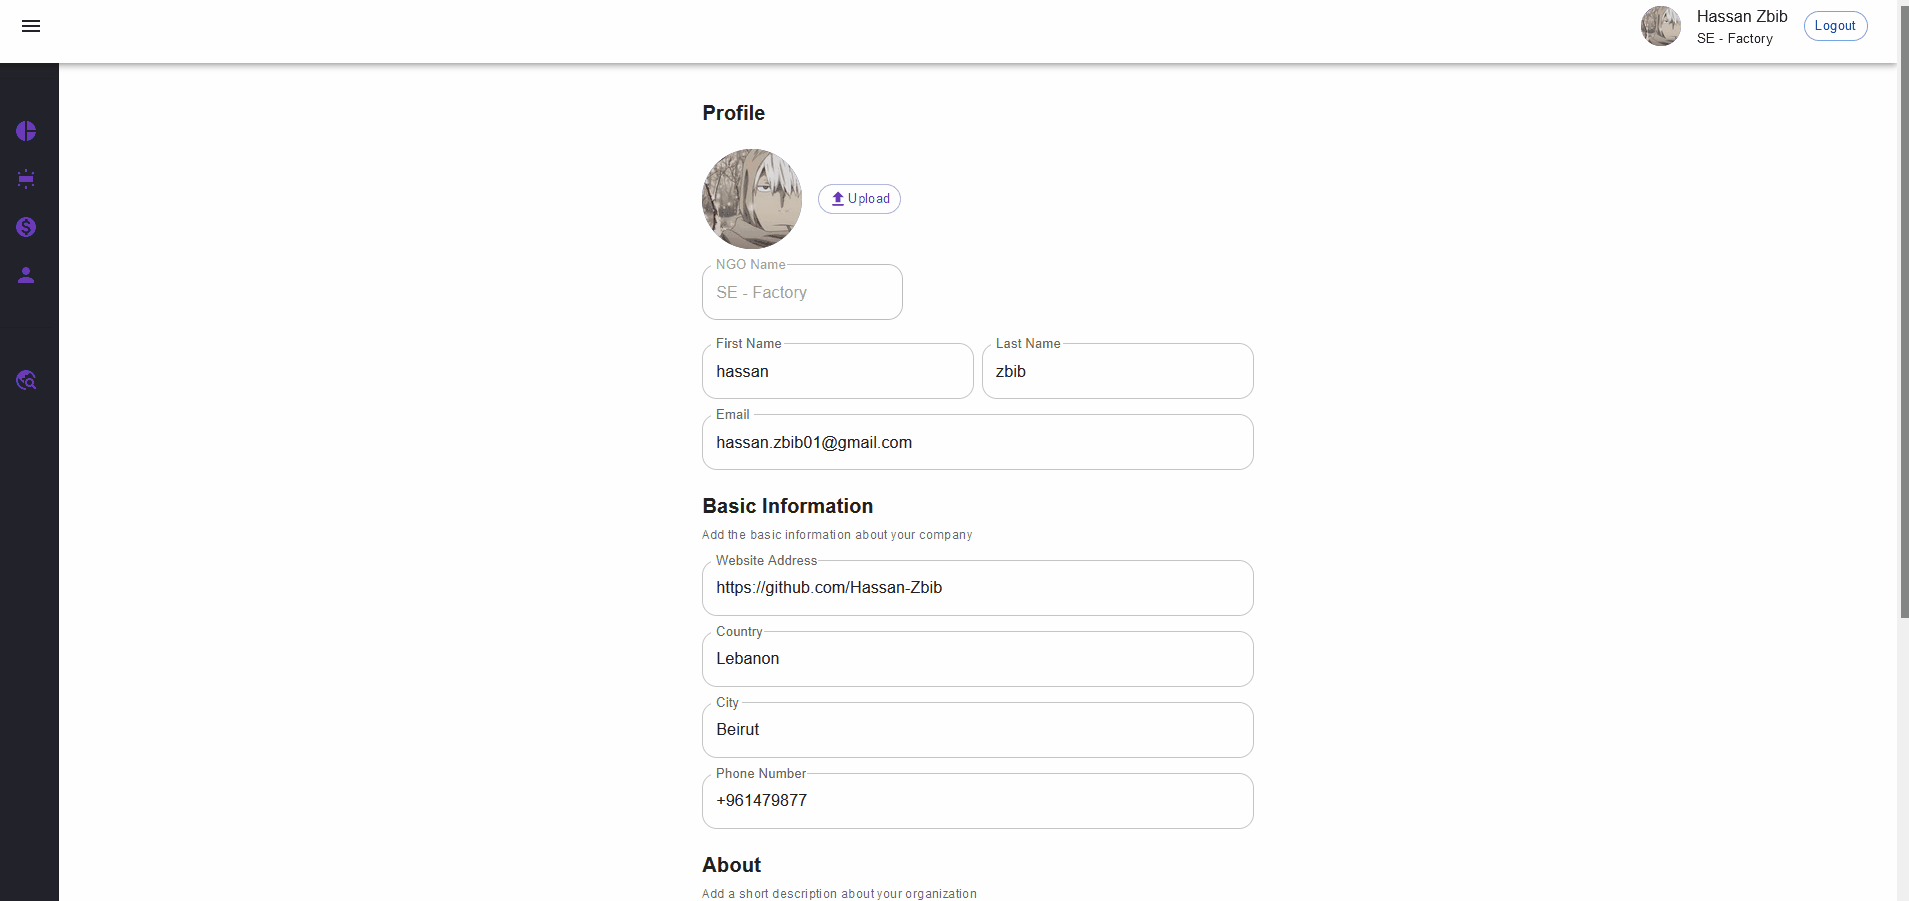 Hassan Zbib
SE - Factory
Logout
Profile
Upload
NGO Name
SE - Factory
First Name
hassan
Last Name
zbib
Email
hassan.zbib01@gmail.com
Basic Information
Add the basic information about your company
Website Address
https://github.com/Hassan-Zbib
Country
Lebanon
City
Beirut
Phone Number
+961479877
About
Add a short description about your organization